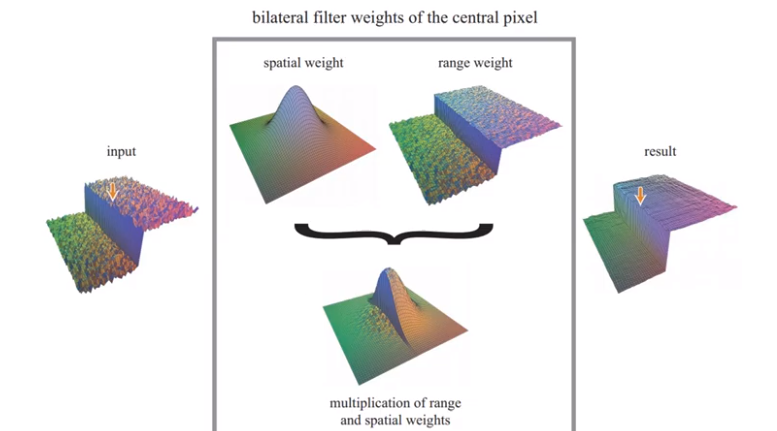 bilateral filter weights of the central pixel
spatial weight
range weight
input
result
multiplication of range
and spatial weights